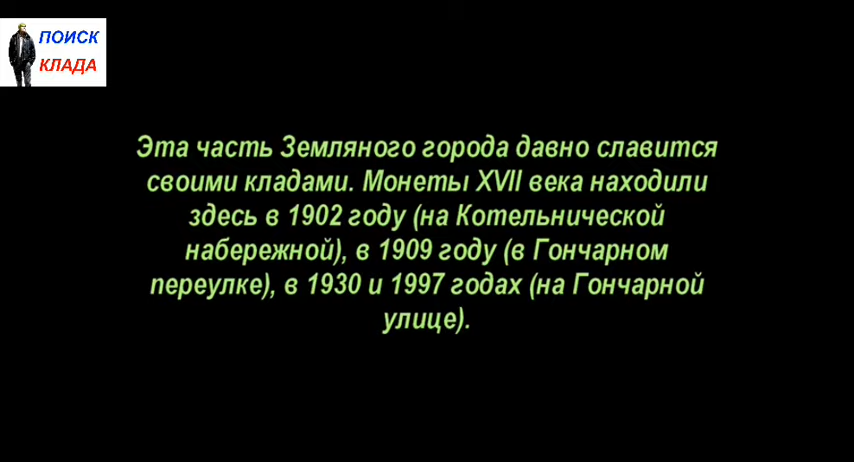 ПОИСК
КЛАДА
Эта часть Земляного города давно славится
своими кладами. Монеты XVII века находили
здесь в 1902 году (на Котельнической
набережной), в 1909 году (в Гончарном
переулке), в 1930 и 1997 годах (на Гончарной
улице).